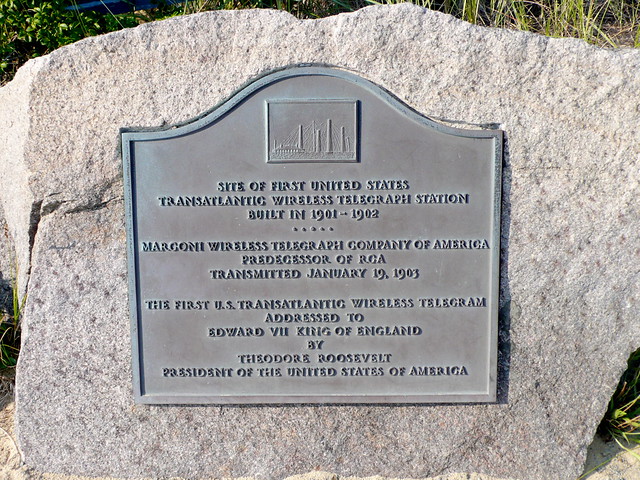 SITE OF FIRST UNITED STATES
TRANSATLANTIC WIRELESS TELEGRAPH STATION
BUILT IN 1901 - 1902
• • • • •
MARCONI WIRELESS TELEGRAPH COMPANY OF AMERICA
PREDECESSOR OF RCA
TRANSMITTED JANUARY 19, 1903
THE FIRST U.S. TRANSATLANTIC WIRELESS TELEGRAM
ADDRESSED TO
EDWARD VII KING OF ENGLAND
BY
THEODORE ROOSEVELT
PRESIDENT OF THE UNITED STATES OF AMERICA